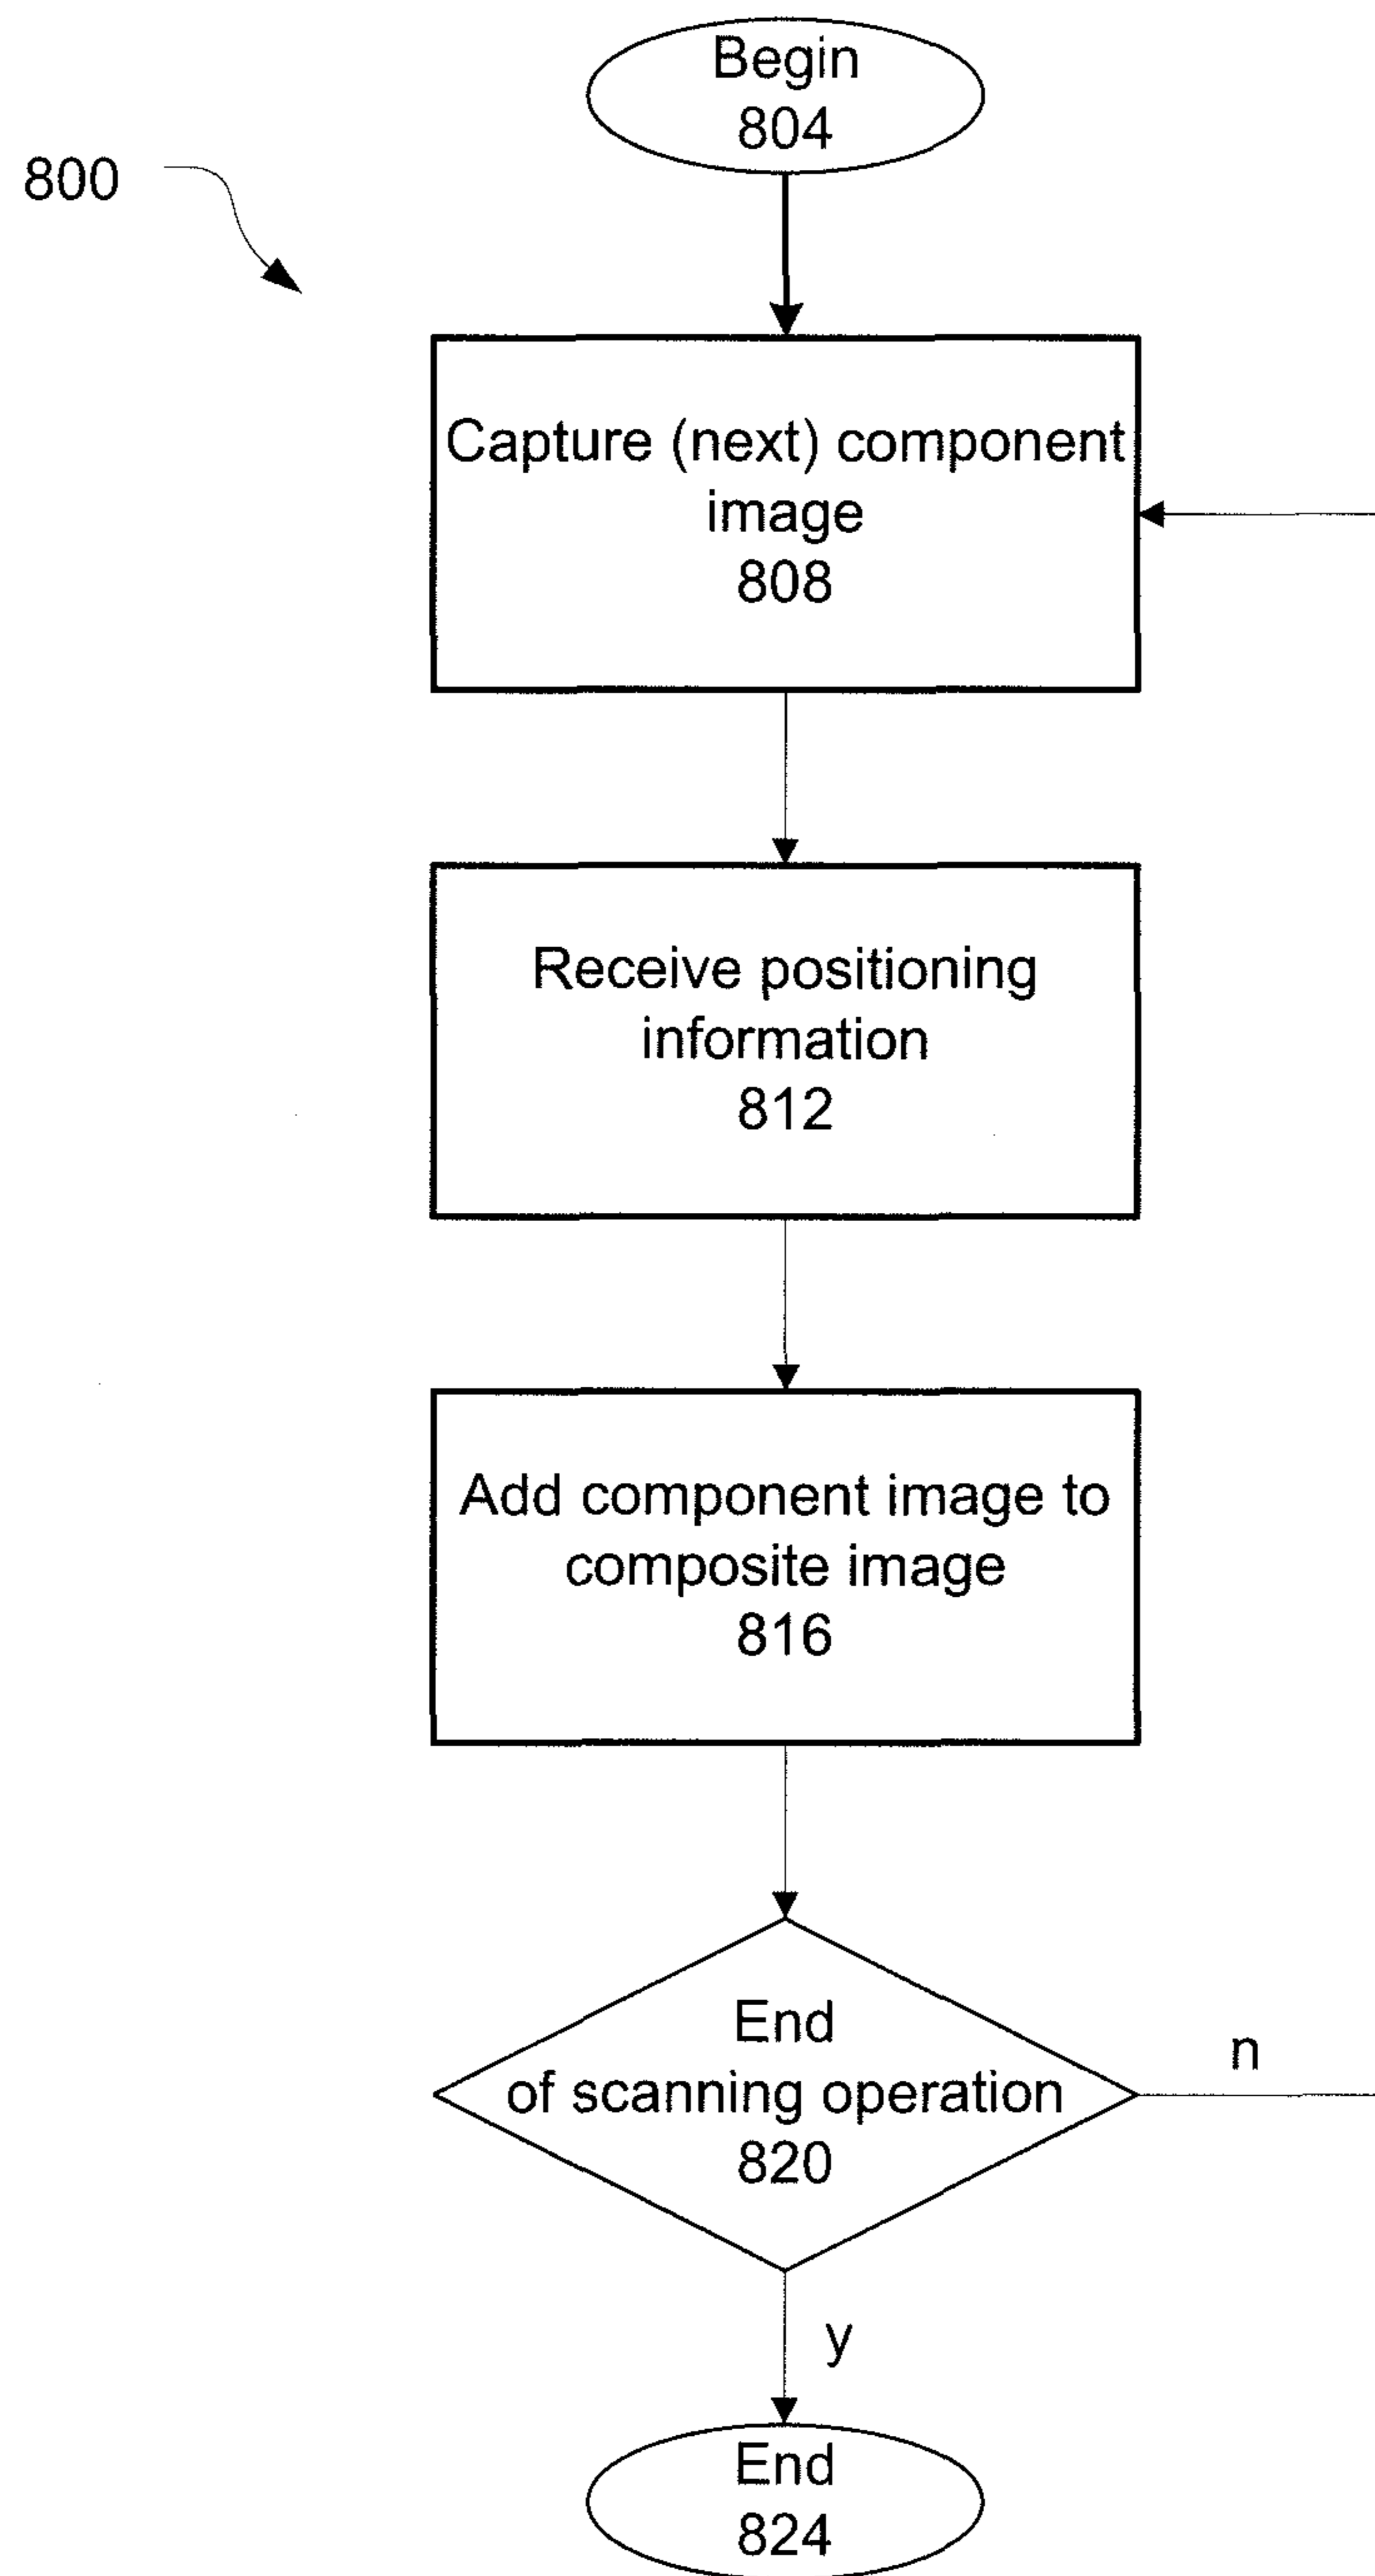 Begin
804
800
Capture (next) component
image
808
Receive positioning
information
812
Add component image to
composite image
816
End
of scanning operation
820
n
y
End
824